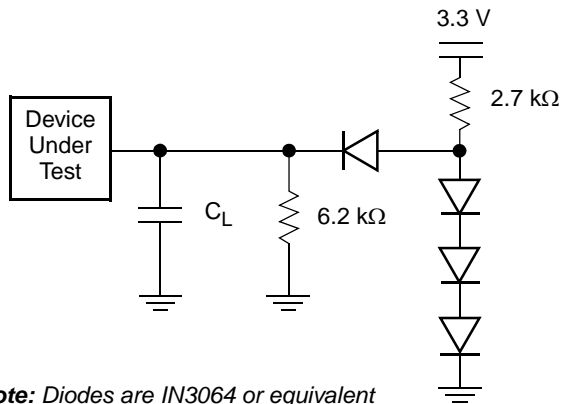 3.3 V
2.7 kΩ
Device
Under
Test
C_L
6.2 kΩ
ote: Diodes are IN3064 or equivalent